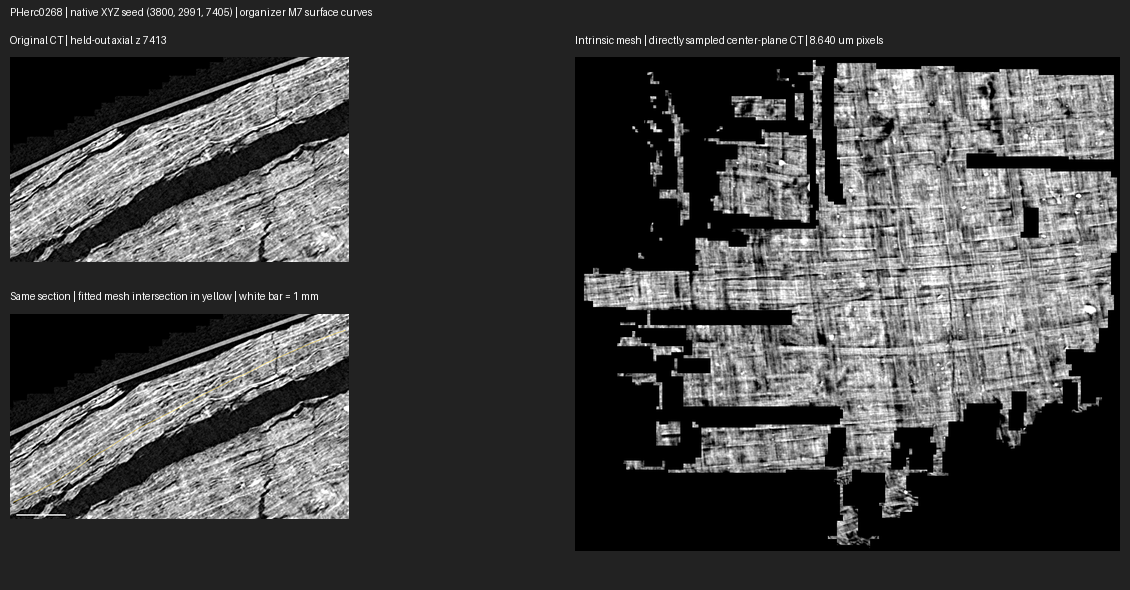 PHerc0268 | native XYZ seed (3800, 2991, 7405) | organizer M7 surface curves
Original CT | held-out axial z 7413
Intrinsic mesh | directly sampled center-plane CT | 8.640 um pixels
Same section | fitted mesh intersection in yellow | white bar = 1 mm